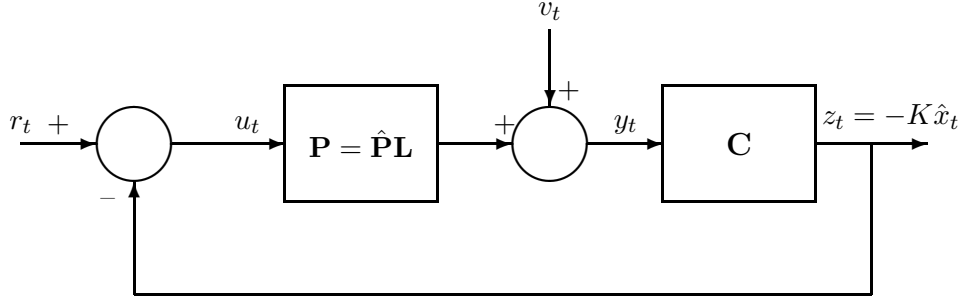 v_t
+
r_t +
u_t
P = P̂L
+
y_t
C
z_t = −Kx̂_t
−